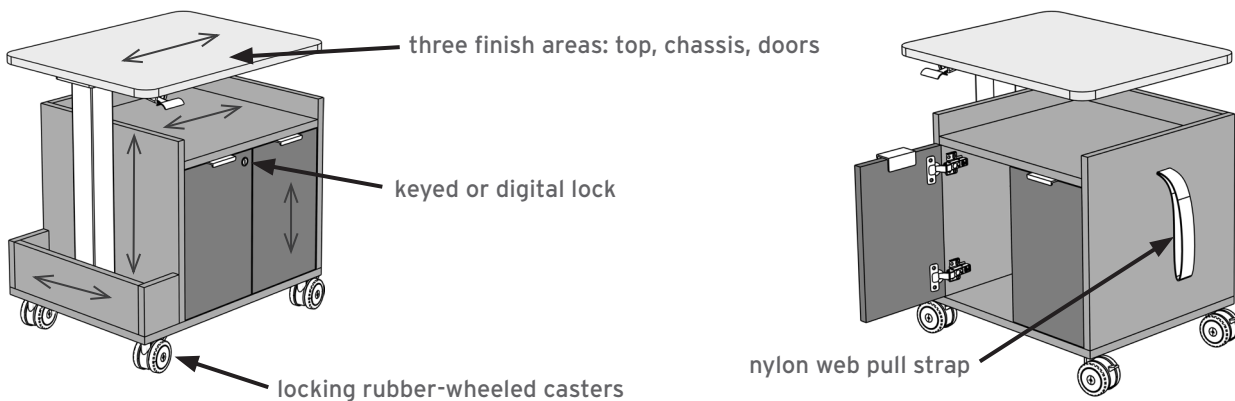 three finish areas: top, chassis, doors
keyed or digital lock
nylon web pull strap
locking rubber-wheeled casters